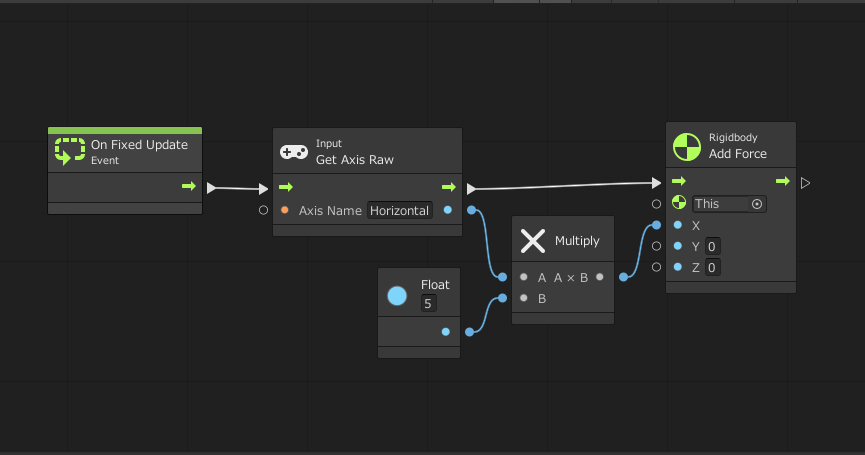 On Fixed Update
Event
Input
Get Axis Raw
Axis Name Horizontal
Float
5
Multiply
A A × B
B
Rigidbody
Add Force
This
X
Y 0
Z 0